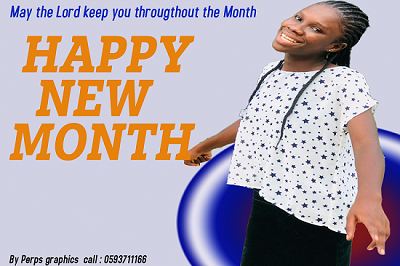 May the Lord keep you througthout the Month
HAPPY
NEW
MONTH
By Perps graphics call : 0593711166